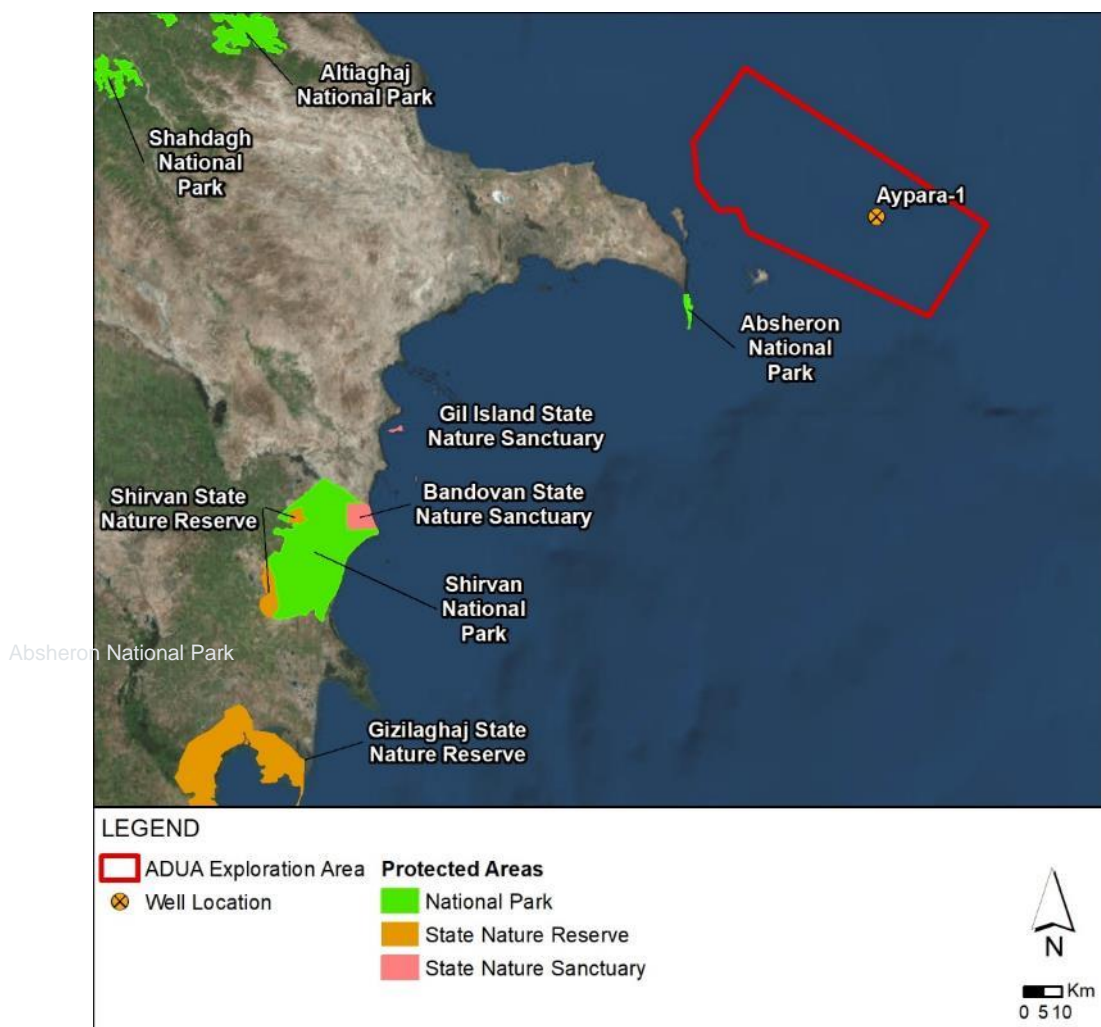 Altiaghaj
National Park
Shahdagh
National
Park
Aypara-1
Absheron
National
Park
Gil Island State
Nature Sanctuary
Shirvan State
Nature Reserve
Bandovan State
Nature Sanctuary
Shirvan
National
Park
Absheron National Park
Gizilaghaj State
Nature Reserve
LEGEND
ADUA Exploration Area
Well Location
Protected Areas
National Park
State Nature Reserve
State Nature Sanctuary
N
Km
0 5 10